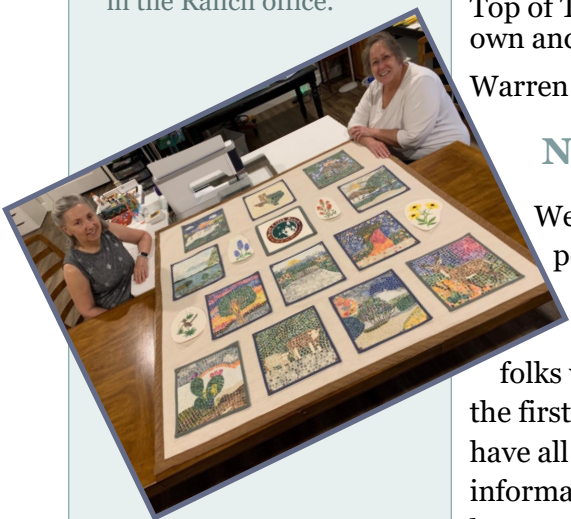 in the Ranch office.
Top of T
own and
Warren
N
We
p
folks
the first
have all
informa